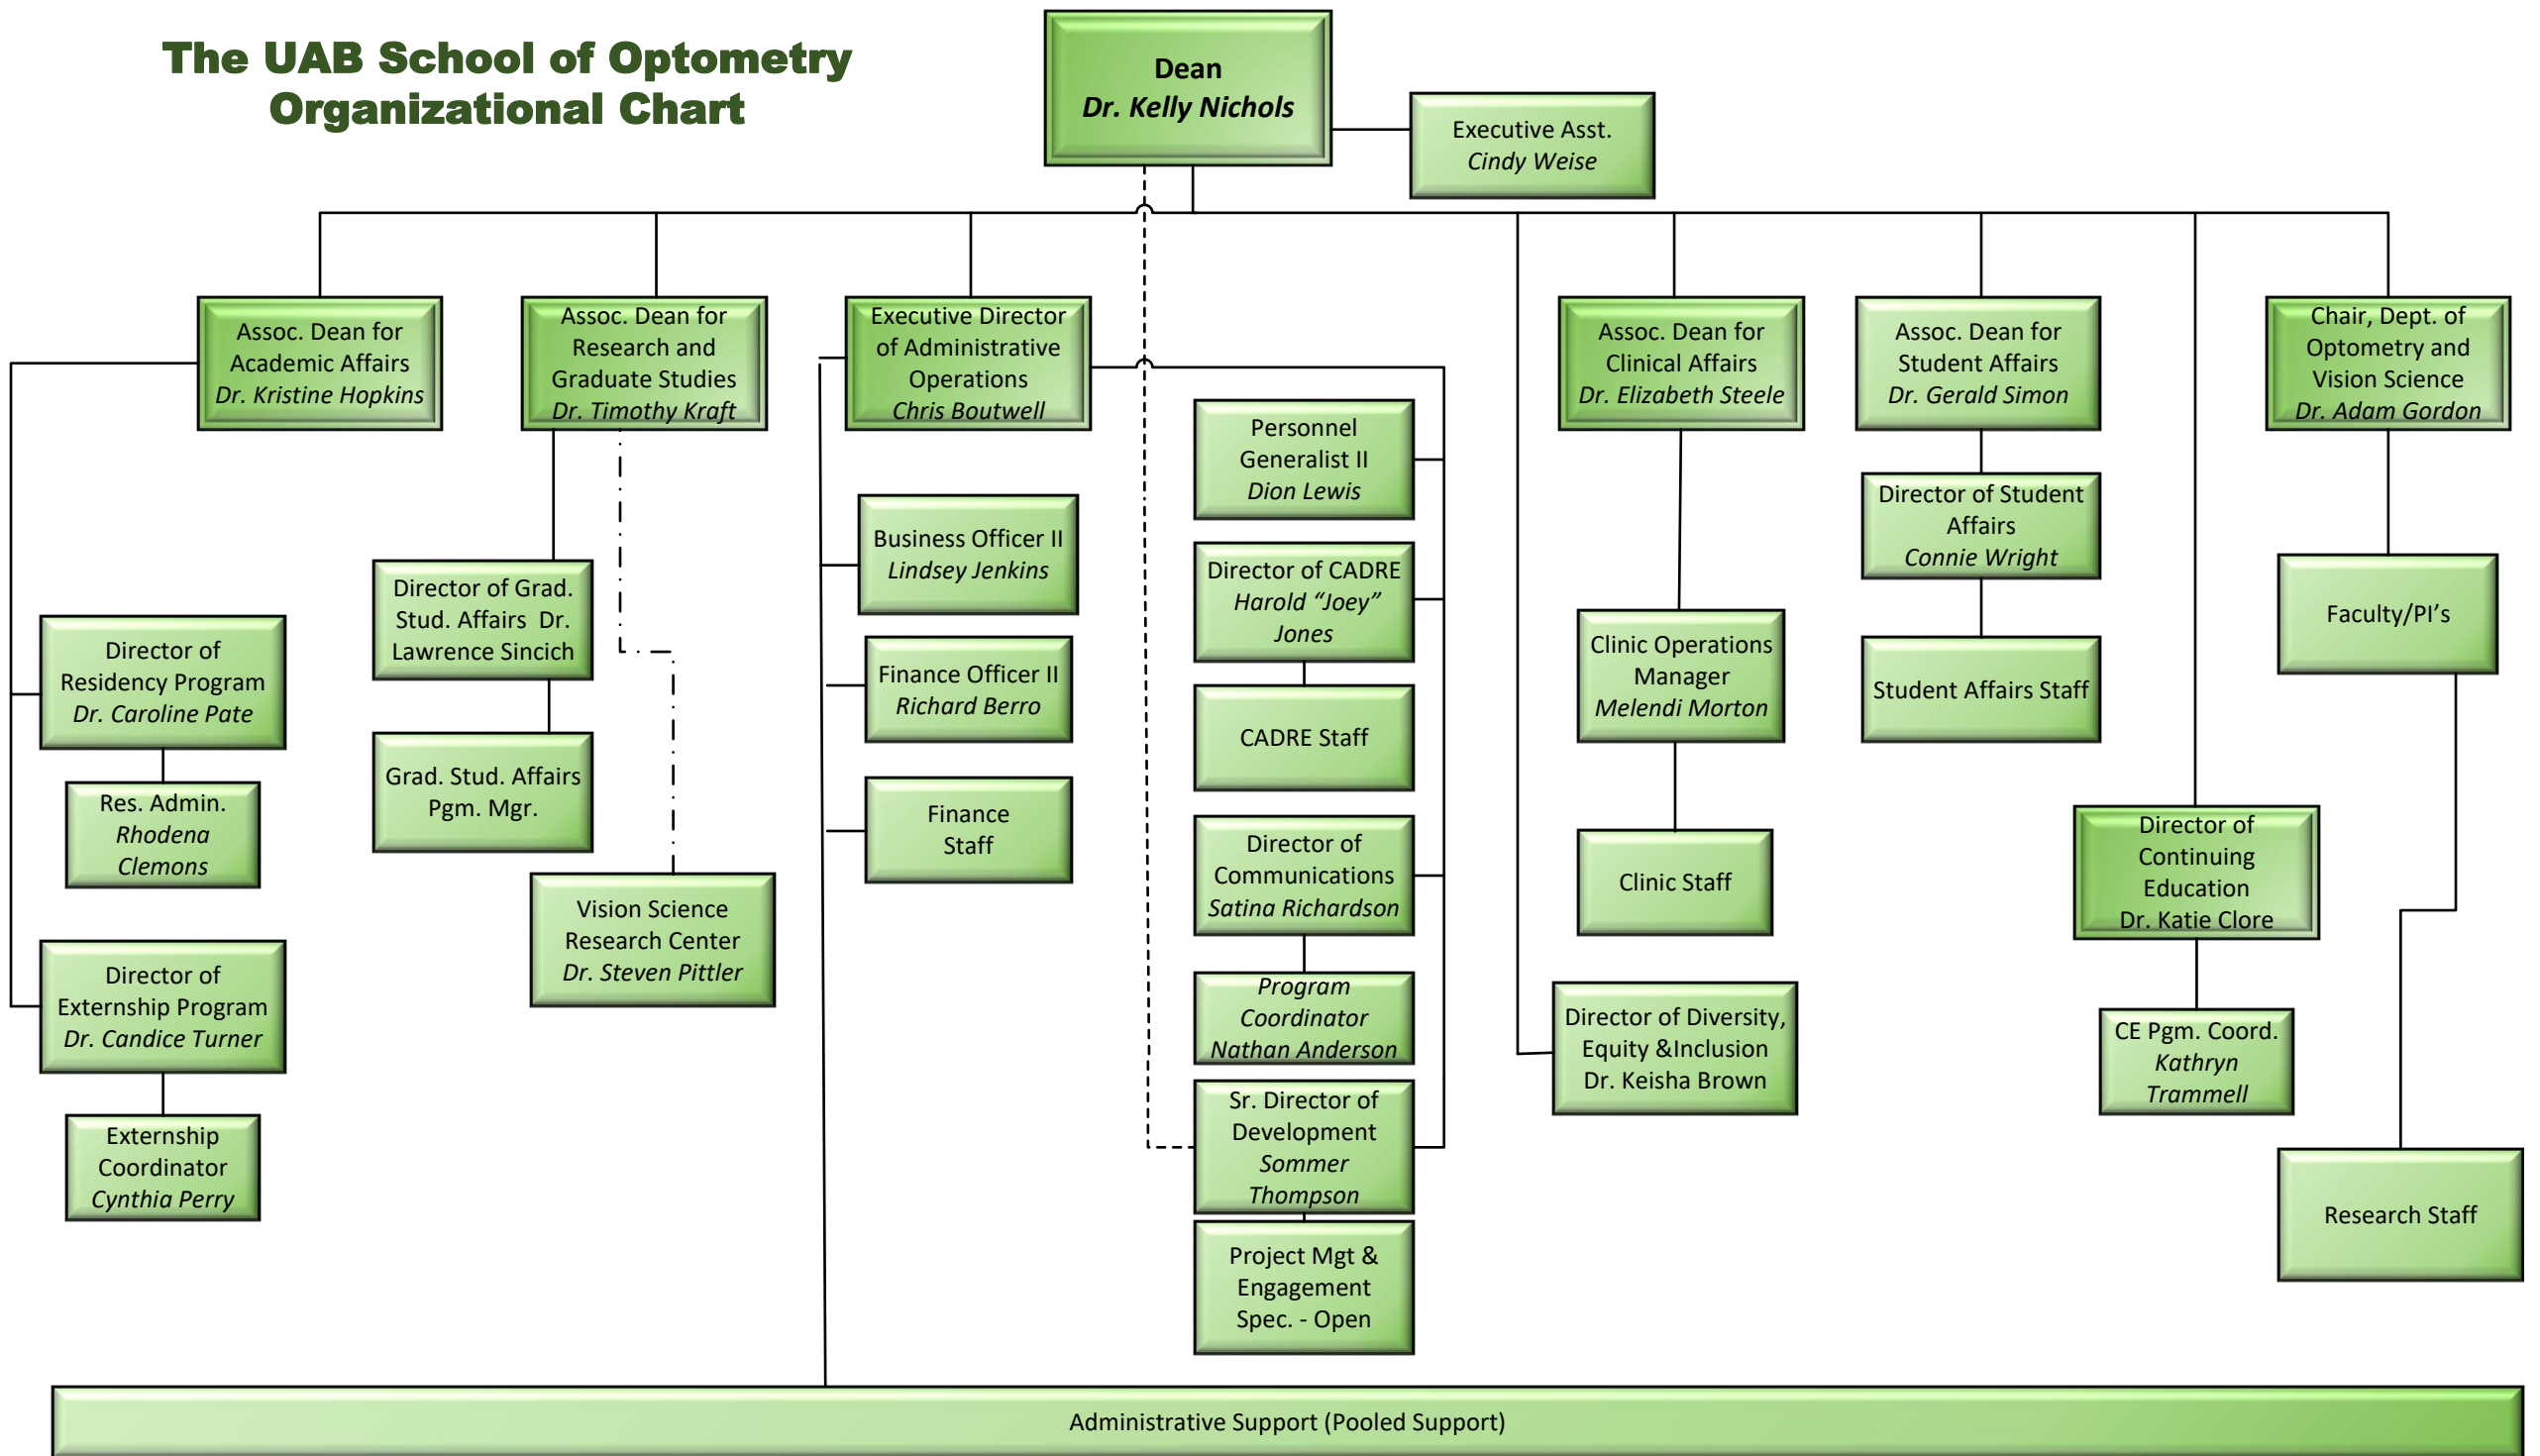 The UAB School of Optometry
Organizational Chart
Dean
Dr. Kelly Nichols
Executive Asst.
Cindy Weise
Assoc. Dean for
Academic Affairs
Dr. Kristine Hopkins
Assoc. Dean for
Research and
Graduate Studies
Dr. Timothy Kraft
Executive Director
of Administrative
Operations
Chris Boutwell
Assoc. Dean for
Clinical Affairs
Dr. Elizabeth Steele
Assoc. Dean for
Student Affairs
Dr. Gerald Simon
Chair, Dept. of
Optometry and
Vision Science
Dr. Adam Gordon
Director of
Residency Program
Dr. Caroline Pate
Res. Admin.
Rhodena
Clemons
Director of
Externship Program
Dr. Candice Turner
Externship
Coordinator
Cynthia Perry
Director of Grad.
Stud. Affairs  Dr.
Lawrence Sincich
Grad. Stud. Affairs
Pgm. Mgr.
Vision Science
Research Center
Dr. Steven Pittler
Business Officer II
Lindsey Jenkins
Finance Officer II
Richard Berro
Finance
Staff
Personnel
Generalist II
Dion Lewis
Director of CADRE
Harold “Joey”
Jones
CADRE Staff
Director of
Communications
Satina Richardson
Program
Coordinator
Nathan Anderson
Sr. Director of
Development
Sommer
Thompson
Project Mgt &
Engagement
Spec. - Open
Clinic Operations
Manager
Melendi Morton
Clinic Staff
Director of Diversity,
Equity &Inclusion
Dr. Keisha Brown
Director of Student
Affairs
Connie Wright
Student Affairs Staff
Director of
Continuing
Education
Dr. Katie Clore
CE Pgm. Coord.
Kathryn
Trammell
Faculty/PI’s
Research Staff
Administrative Support (Pooled Support)